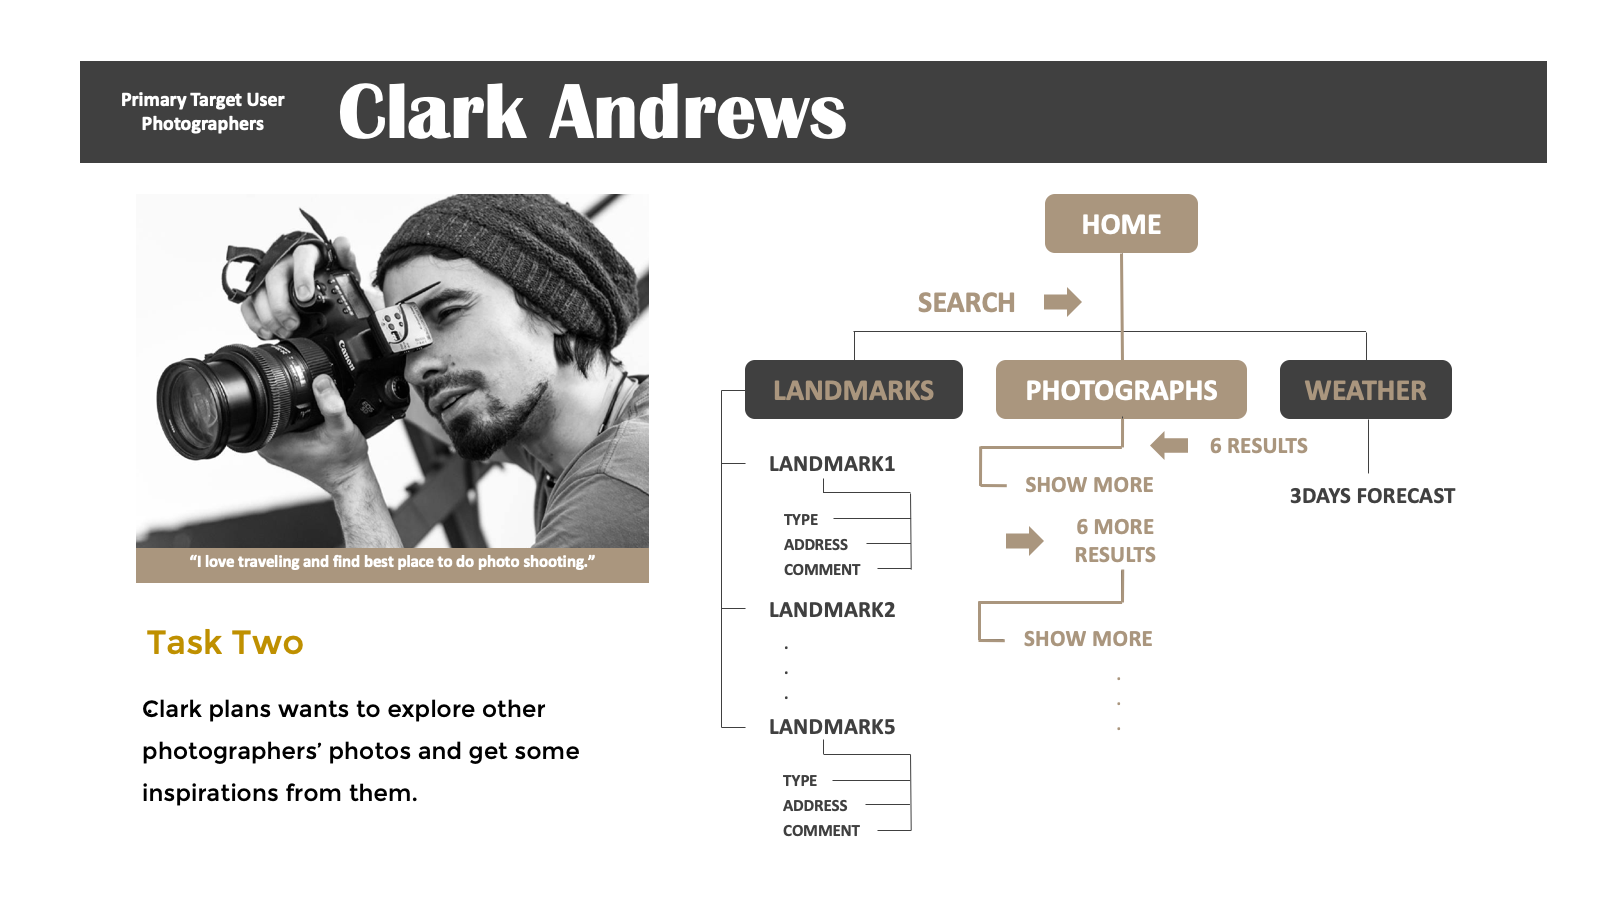 Primary Target User
Photographers
Clark Andrews
Canon
“I love traveling and find best place to do photo shooting.”
Task Two
Clark plans wants to explore other
photographers’ photos and get some
inspirations from them.
HOME
SEARCH
LANDMARKS
PHOTOGRAPHS
WEATHER
6 RESULTS
LANDMARK1
SHOW MORE
3DAYS FORECAST
TYPE
ADDRESS
COMMENT
6 MORE
RESULTS
LANDMARK2
SHOW MORE
.
.
.
.
.
.
LANDMARK5
TYPE
ADDRESS
COMMENT